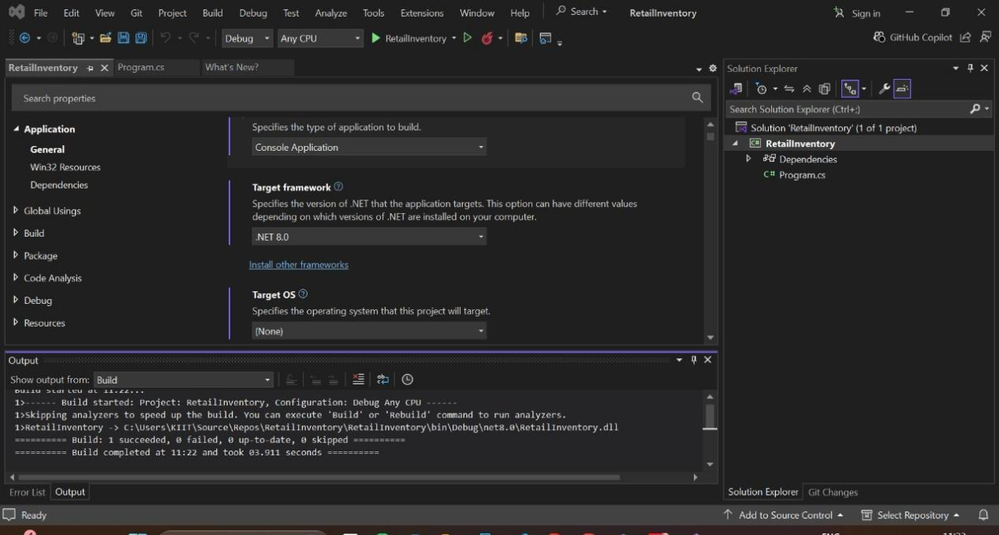 File Edit View Git Project Build Debug Test Analyze Tools Extensions Window Help Search RetailInventory Sign in
Debug Any CPU RetailInventory GitHub Copilot
RetailInventory Program.cs What's New?
Search properties
Application
General
Win32 Resources
Dependencies
Global Usings
Build
Package
Code Analysis
Debug
Resources
Specifies the type of application to build.
Console Application
Target framework
Specifies the version of .NET that the application targets. This option can have different values
depending on which versions of .NET are installed on your computer.
.NET 8.0
Install other frameworks
Target OS
Specifies the operating system that this project will target.
(None)
Output
Show output from: Build
Build started at 11:22...
1>------ Build started: Project: RetailInventory, Configuration: Debug Any CPU ------
1>Skipping analyzers to speed up the build. You can execute 'Build' or 'Rebuild' command to run analyzers.
1>RetailInventory -> C:\Users\KIIT\Source\Repos\RetailInventory\RetailInventory\bin\Debug\net8.0\RetailInventory.dll
========== Build: 1 succeeded, 0 failed, 0 up-to-date, 0 skipped ==========
========== Build completed at 11:22 and took 03.911 seconds ==========
Error List Output
Solution Explorer
Search Solution Explorer (Ctrl+;)
Solution 'RetailInventory' (1 of 1 project)
C# RetailInventory
Dependencies
C# Program.cs
Solution Explorer Git Changes
Ready Add to Source Control Select Repository